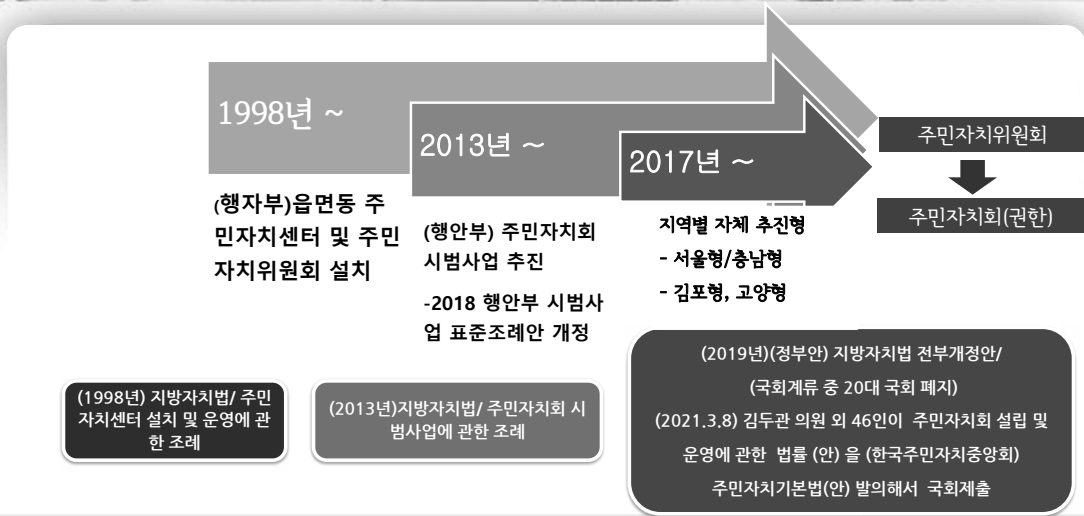 1998년 ~
(행자부)읍면동 주
민자치센터 및 주민
자치위원회 설치
2013년 ~
(행안부) 주민자치회
시범사업 추진
-2018 행안부 시범사
업 표준조례안 개정
2017년 ~
지역별 자체 추진형
- 서울형/충남형
- 김포형, 고양형
주민자치위원회
주민자치회(권한)
(1998년) 지방자치법/ 주민
자치센터 설치 및 운영에 관
한 조례
(2013년)지방자치법/ 주민자치회 시
범사업에 관한 조례
(2019년)(정부안) 지방자치법 전부개정안/
(국회계류 중 20대 국회 폐지)
(2021.3.8) 김두관 의원 외 46인이 주민자치회 설립 및
운영에 관한 법률 (안) 을 (한국주민자치중앙회)
주민자치기본법(안) 발의해서 국회제출